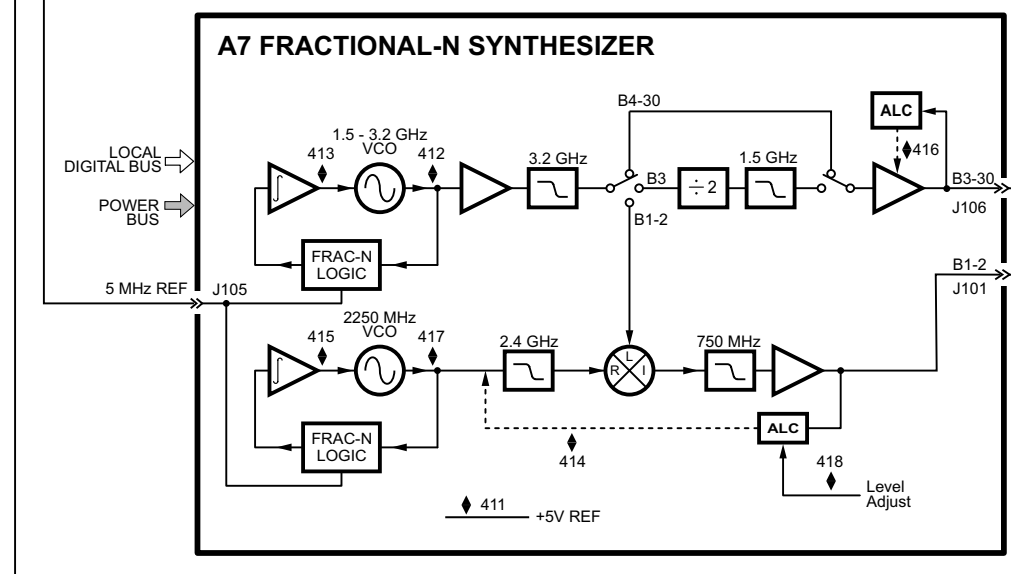 A7 FRACTIONAL-N SYNTHESIZER
LOCAL
DIGITAL BUS
POWER
BUS
5 MHz REF
J105
1.5 - 3.2 GHz
VCO
413
412
∫
FRAC-N
LOGIC
3.2 GHz
B4-30
B3
B1-2
÷ 2
1.5 GHz
ALC
416
B3-30
J106
B1-2
J101
2250 MHz
VCO
415
417
∫
FRAC-N
LOGIC
2.4 GHz
L
R
I
750 MHz
ALC
414
418
Level
Adjust
411
+5V REF